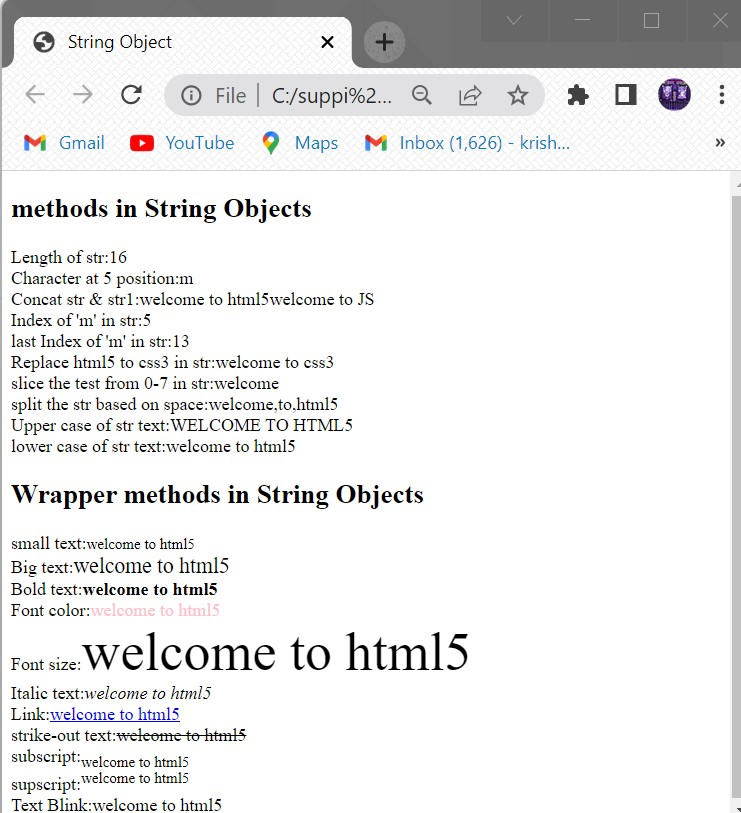 String Object
File | C:/suppi%2...
Gmail YouTube Maps Inbox (1,626) - krish... »
methods in String Objects
Length of str:16
Character at 5 position:m
Concat str & str1:welcome to html5welcome to JS
Index of 'm' in str:5
last Index of 'm' in str:13
Replace html5 to css3 in str:welcome to css3
slice the test from 0-7 in str:welcome
split the str based on space:welcome,to,html5
Upper case of str text:WELCOME TO HTML5
lower case of str text:welcome to html5
Wrapper methods in String Objects
small text:welcome to html5
Big text:welcome to html5
Bold text:welcome to html5
Font color:welcome to html5
Font size:welcome to html5
Italic text:welcome to html5
Link:welcome to html5
strike-out text:welcome to html5
subscript:welcome to html5
supscript:welcome to html5
Text Blink:welcome to html5